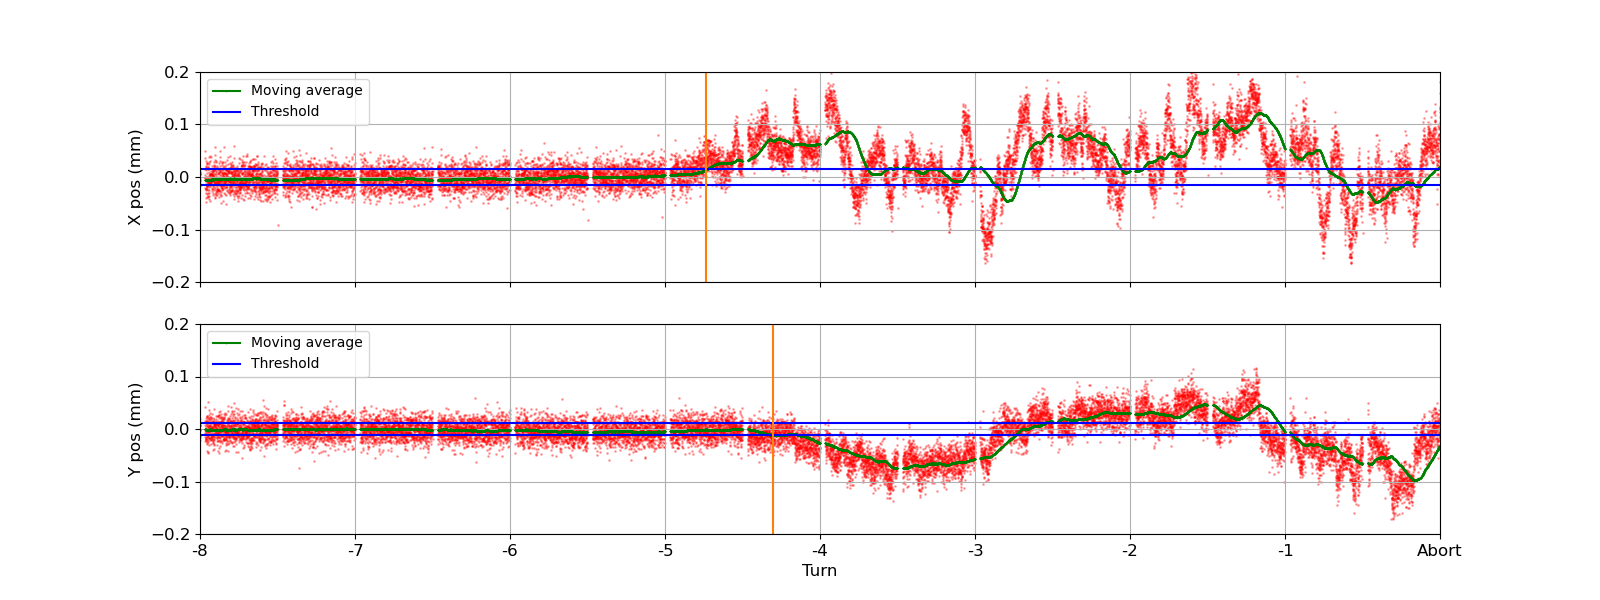 0.2
0.1
0.0
−0.1
−0.2
X pos (mm)
Moving average
Threshold
0.2
0.1
0.0
−0.1
−0.2
Y pos (mm)
Moving average
Threshold
-8 -7 -6 -5 -4 -3 -2 -1 Abort
Turn